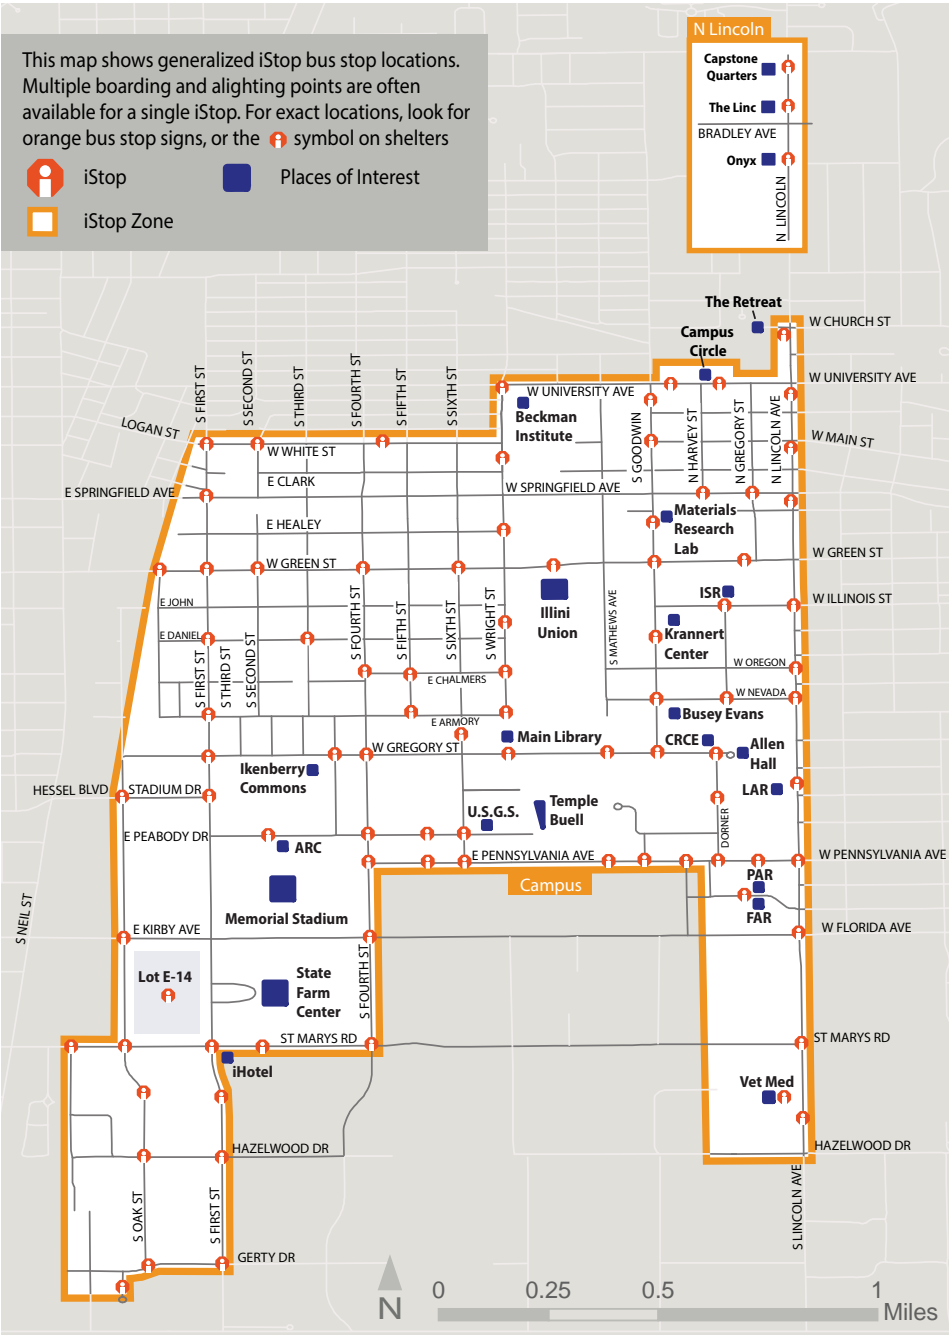 This map shows generalized iStop bus stop locations.
Multiple boarding and alighting points are often
available for a single iStop. For exact locations, look for
orange bus stop signs, or the symbol on shelters
iStop
Places of Interest
iStop Zone
N Lincoln
Capstone
Quarters
The Linc
BRADLEY AVE
Onyx
N LINCOLN
The Retreat
W CHURCH ST
Campus
Circle
W UNIVERSITY AVE
W UNIVERSITY AVE
S FIRST ST
S SECOND ST
S THIRD ST
S FOURTH ST
S FIFTH ST
S SIXTH ST
Beckman
Institute
S GOODWIN
N HARVEY ST
N GREGORY ST
N LINCOLN AVE
LOGAN ST
W WHITE ST
W MAIN ST
E CLARK
E SPRINGFIELD AVE
W SPRINGFIELD AVE
Materials
Research
Lab
E HEALEY
W GREEN ST
W GREEN ST
E JOHN
ISR
W ILLINOIS ST
Illini
Union
S FOURTH ST
S FIFTH ST
S SIXTH ST
S WRIGHT ST
S MATHEWS AVE
E DANIEL
Krannert
Center
W OREGON
S FIRST ST
S THIRD ST
S SECOND ST
E CHALMERS
W NEVADA
Busey Evans
E ARMORY
Main Library
CRCE
W GREGORY ST
Allen
Hall
Ikenberry
Commons
HESSEL BLVD
STADIUM DR
LAR
Temple
Buell
U.S.G.S.
DORNER
E PEABODY DR
ARC
E PENNSYLVANIA AVE
W PENNSYLVANIA AVE
PAR
Campus
FAR
Memorial Stadium
S NEIL ST
E KIRBY AVE
W FLORIDA AVE
Lot E-14
State
Farm
Center
S FOURTH ST
ST MARYS RD
ST MARYS RD
iHotel
Vet Med
HAZELWOOD DR
HAZELWOOD DR
S OAK ST
S FIRST ST
S LINCOLN AVE
GERTY DR
N
0 0.25 0.5 1
Miles